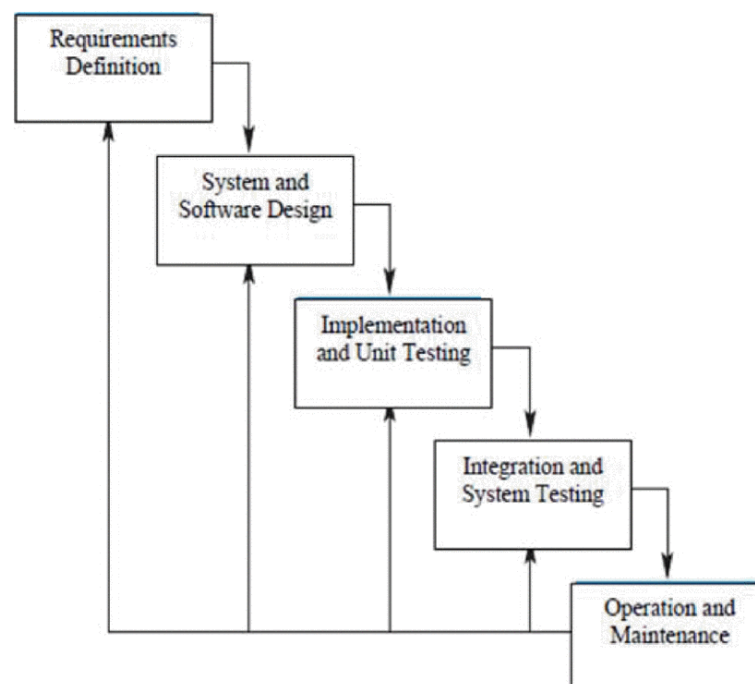 Requirements
Definition
System and
Software Design
Implementation
and Unit Testing
Integration and
System Testing
Operation and
Maintenance